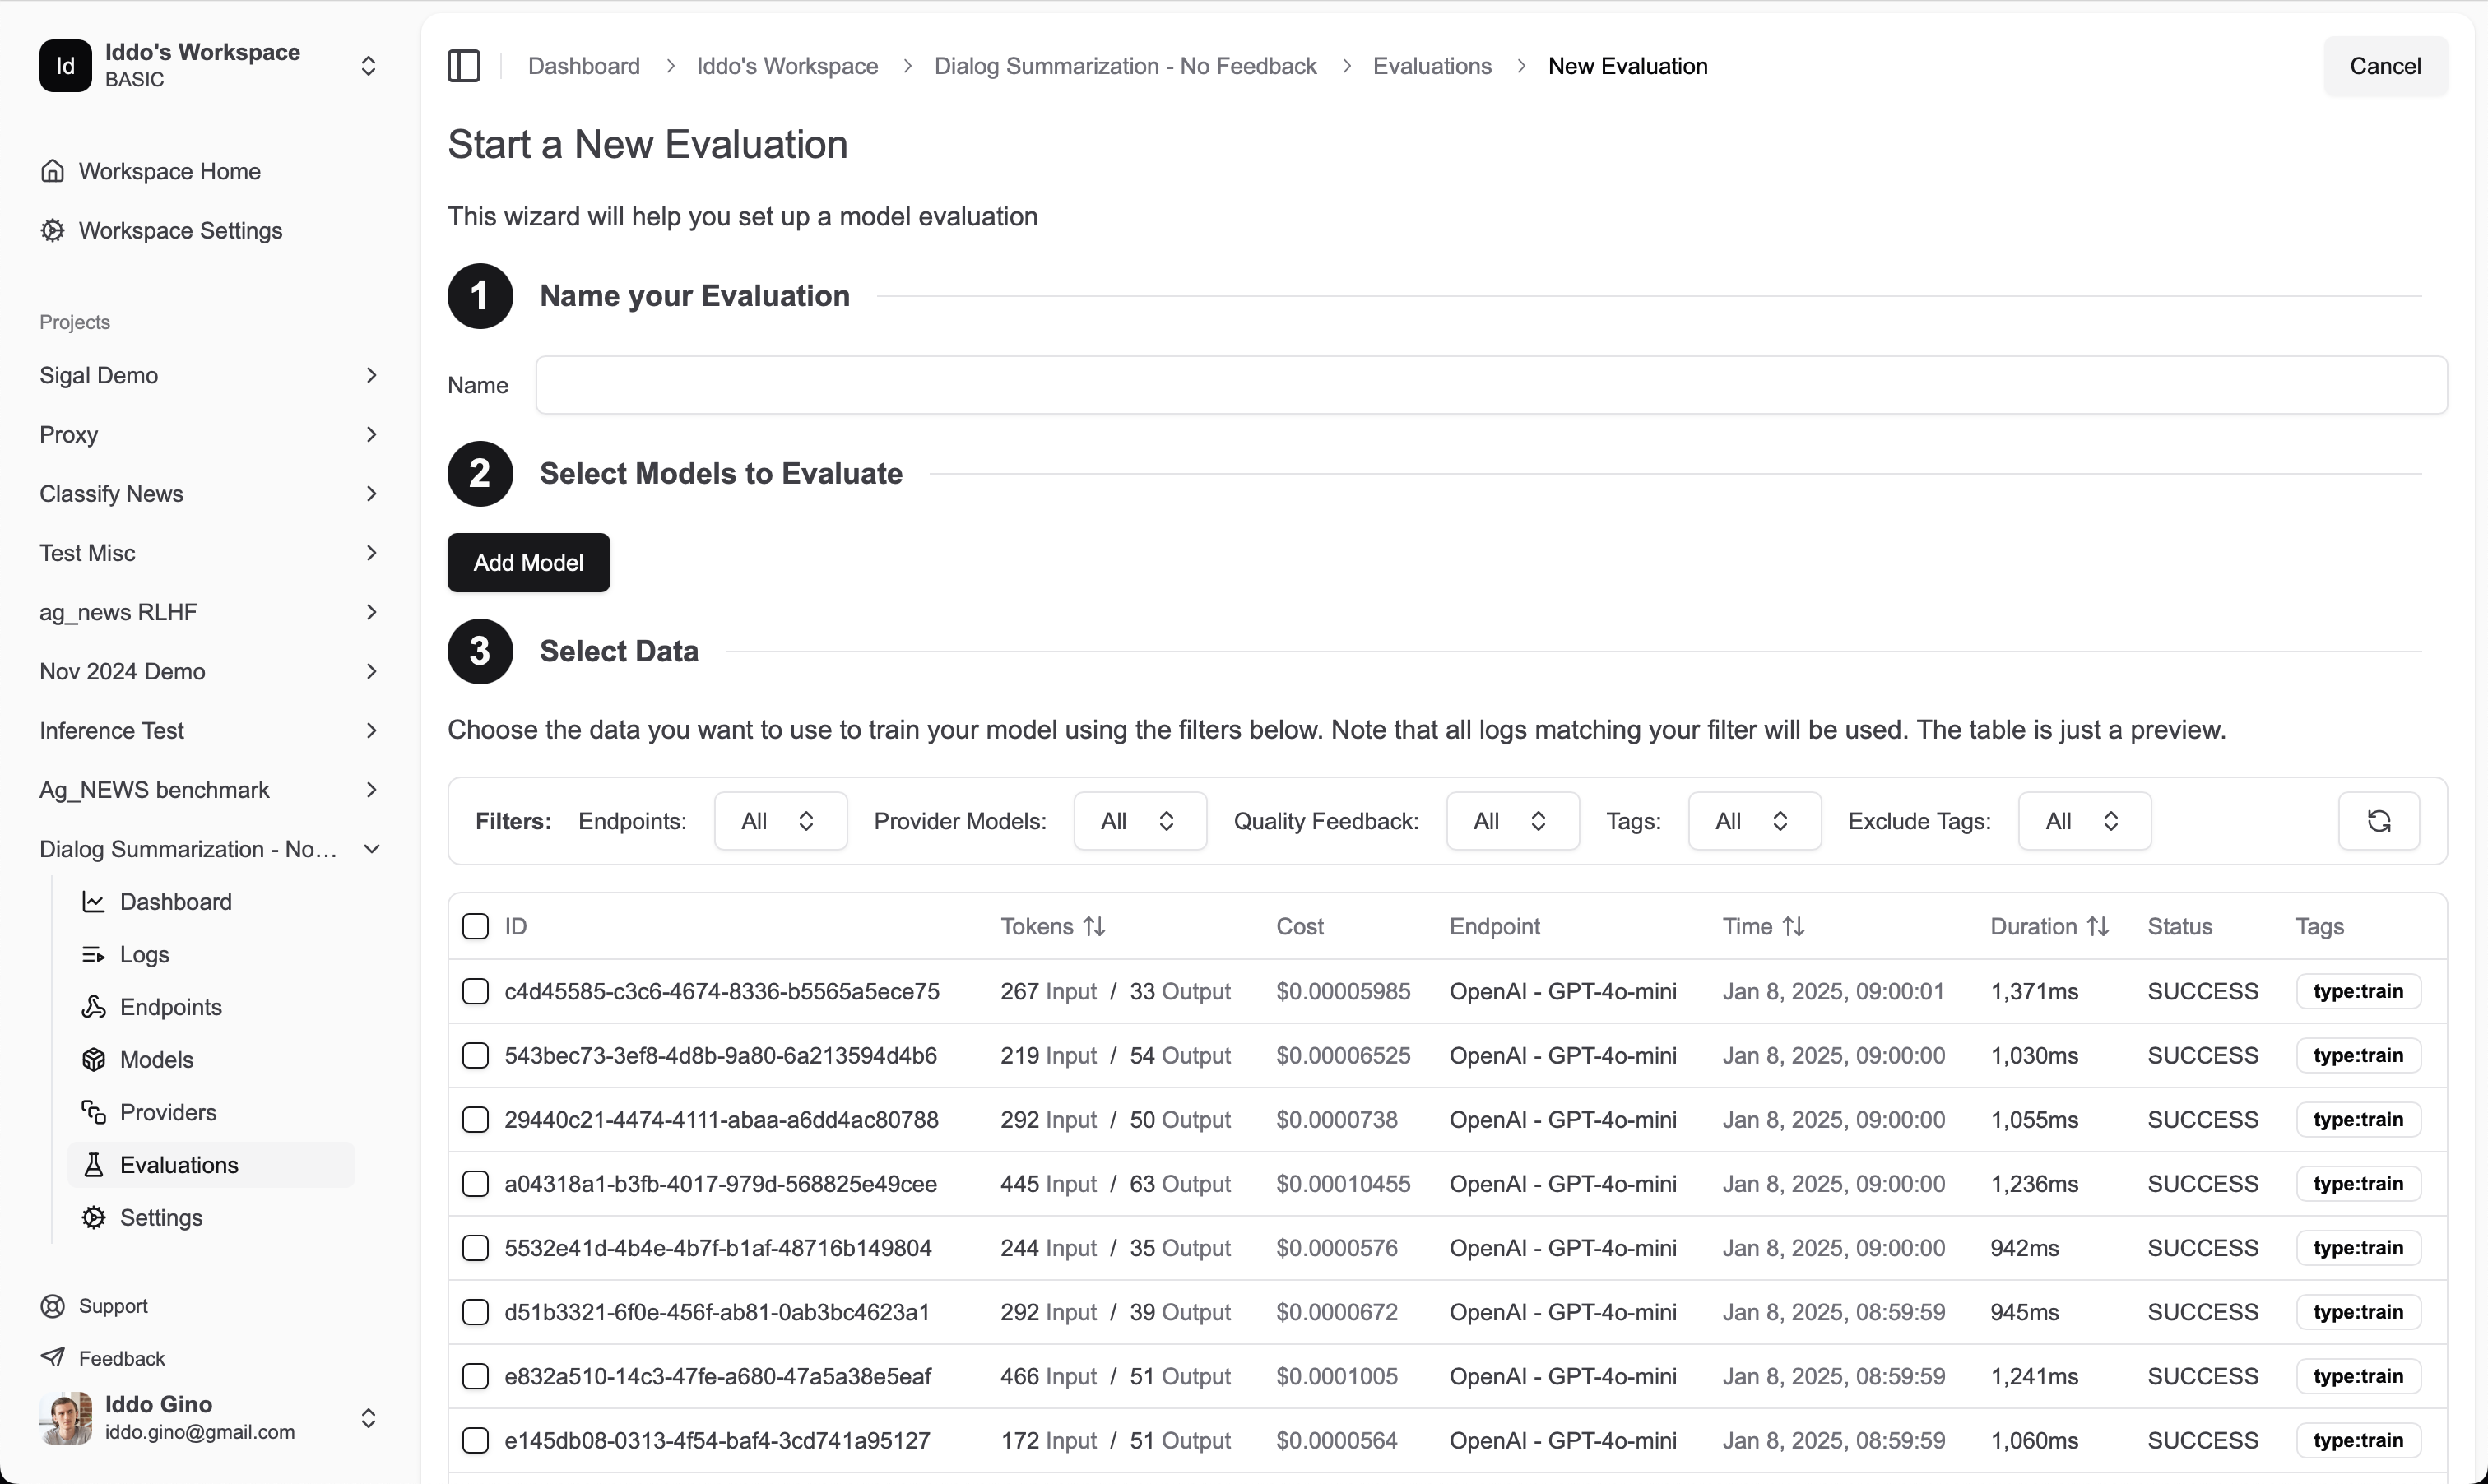 Id
Iddo's Workspace
BASIC
Workspace Home
Workspace Settings
Projects
Sigal Demo
Proxy
Classify News
Test Misc
ag_news RLHF
Nov 2024 Demo
Inference Test
Ag_NEWS benchmark
Dialog Summarization - No…
Dashboard
Logs
Endpoints
Models
Providers
Evaluations
Settings
Support
Feedback
Iddo Gino
iddo.gino@gmail.com
Dashboard > Iddo's Workspace > Dialog Summarization - No Feedback > Evaluations > New Evaluation
Cancel
Start a New Evaluation
This wizard will help you set up a model evaluation
1 Name your Evaluation
Name
2 Select Models to Evaluate
Add Model
3 Select Data
Choose the data you want to use to train your model using the filters below. Note that all logs matching your filter will be used. The table is just a preview.
Filters: Endpoints: All Provider Models: All Quality Feedback: All Tags: All Exclude Tags: All
ID Tokens Cost Endpoint Time Duration Status Tags
c4d45585-c3c6-4674-8336-b5565a5ece75 267 Input / 33 Output $0.00005985 OpenAI - GPT-4o-mini Jan 8, 2025, 09:00:01 1,371ms SUCCESS type:train
543bec73-3ef8-4d8b-9a80-6a213594d4b6 219 Input / 54 Output $0.00006525 OpenAI - GPT-4o-mini Jan 8, 2025, 09:00:00 1,030ms SUCCESS type:train
29440c21-4474-4111-abaa-a6dd4ac80788 292 Input / 50 Output $0.0000738 OpenAI - GPT-4o-mini Jan 8, 2025, 09:00:00 1,055ms SUCCESS type:train
a04318a1-b3fb-4017-979d-568825e49cee 445 Input / 63 Output $0.00010455 OpenAI - GPT-4o-mini Jan 8, 2025, 09:00:00 1,236ms SUCCESS type:train
5532e41d-4b4e-4b7f-b1af-48716b149804 244 Input / 35 Output $0.0000576 OpenAI - GPT-4o-mini Jan 8, 2025, 09:00:00 942ms SUCCESS type:train
d51b3321-6f0e-456f-ab81-0ab3bc4623a1 292 Input / 39 Output $0.0000672 OpenAI - GPT-4o-mini Jan 8, 2025, 08:59:59 945ms SUCCESS type:train
e832a510-14c3-47fe-a680-47a5a38e5eaf 466 Input / 51 Output $0.0001005 OpenAI - GPT-4o-mini Jan 8, 2025, 08:59:59 1,241ms SUCCESS type:train
e145db08-0313-4f54-baf4-3cd741a95127 172 Input / 51 Output $0.0000564 OpenAI - GPT-4o-mini Jan 8, 2025, 08:59:59 1,060ms SUCCESS type:train